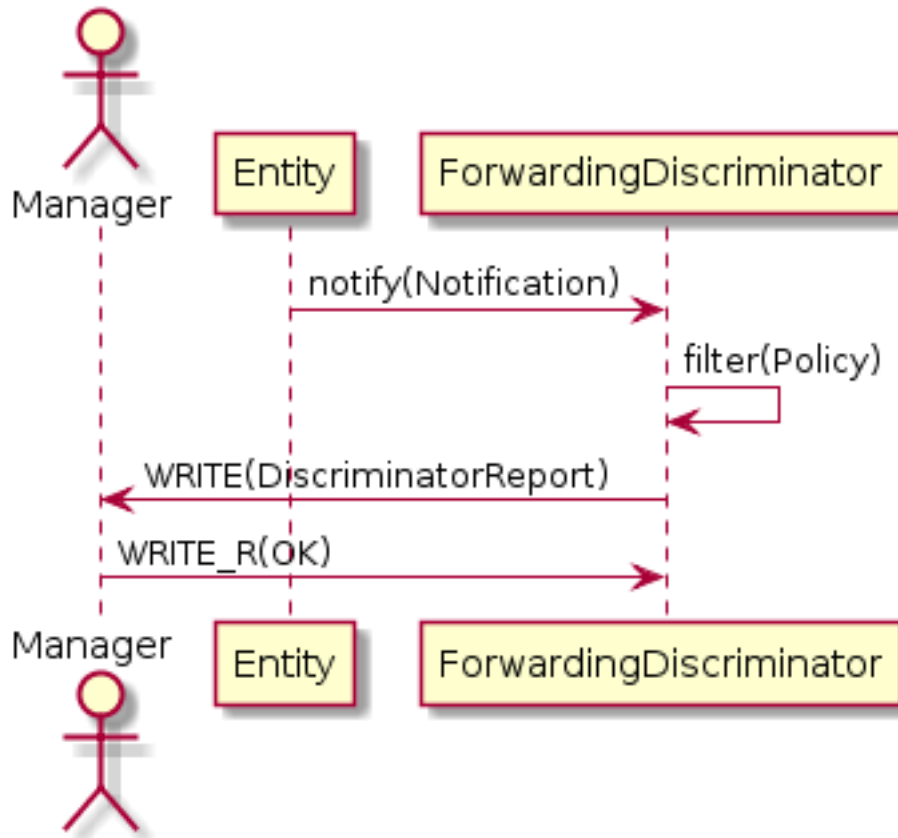 Manager
Entity
ForwardingDiscriminator
notify(Notification)
filter(Policy)
WRITE(DiscriminatorReport)
WRITE_R(OK)
Manager
Entity
ForwardingDiscriminator